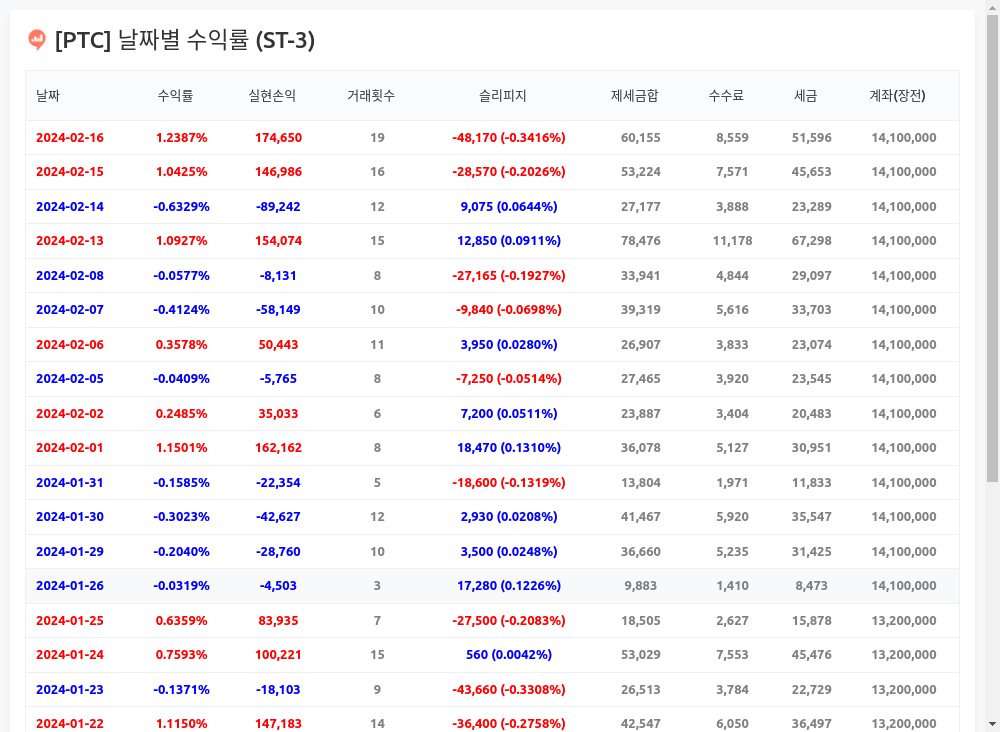 [PTC] 날짜별 수익률 (ST-3)
날짜 수익률 실현손익 거래횟수 슬리피지 제세금합 수수료 세금 계좌(장전)
2024-02-16 1.2387% 174,650 19 -48,170 (-0.3416%) 60,155 8,559 51,596 14,100,000
2024-02-15 1.0425% 146,986 16 -28,570 (-0.2026%) 53,224 7,571 45,653 14,100,000
2024-02-14 -0.6329% -89,242 12 9,075 (0.0644%) 27,177 3,888 23,289 14,100,000
2024-02-13 1.0927% 154,074 15 12,850 (0.0911%) 78,476 11,178 67,298 14,100,000
2024-02-08 -0.0577% -8,131 8 -27,165 (-0.1927%) 33,941 4,844 29,097 14,100,000
2024-02-07 -0.4124% -58,149 10 -9,840 (-0.0698%) 39,319 5,616 33,703 14,100,000
2024-02-06 0.3578% 50,443 11 3,950 (0.0280%) 26,907 3,833 23,074 14,100,000
2024-02-05 -0.0409% -5,765 8 -7,250 (-0.0514%) 27,465 3,920 23,545 14,100,000
2024-02-02 0.2485% 35,033 6 7,200 (0.0511%) 23,887 3,404 20,483 14,100,000
2024-02-01 1.1501% 162,162 8 18,470 (0.1310%) 36,078 5,127 30,951 14,100,000
2024-01-31 -0.1585% -22,354 5 -18,600 (-0.1319%) 13,804 1,971 11,833 14,100,000
2024-01-30 -0.3023% -42,627 12 2,930 (0.0208%) 41,467 5,920 35,547 14,100,000
2024-01-29 -0.2040% -28,760 10 3,500 (0.0248%) 36,660 5,235 31,425 14,100,000
2024-01-26 -0.0319% -4,503 3 17,280 (0.1226%) 9,883 1,410 8,473 14,100,000
2024-01-25 0.6359% 83,935 7 -27,500 (-0.2083%) 18,505 2,627 15,878 13,200,000
2024-01-24 0.7593% 100,221 15 560 (0.0042%) 53,029 7,553 45,476 13,200,000
2024-01-23 -0.1371% -18,103 9 -43,660 (-0.3308%) 26,513 3,784 22,729 13,200,000
2024-01-22 1.1150% 147,183 14 -36,400 (-0.2758%) 42,547 6,050 36,497 13,200,000